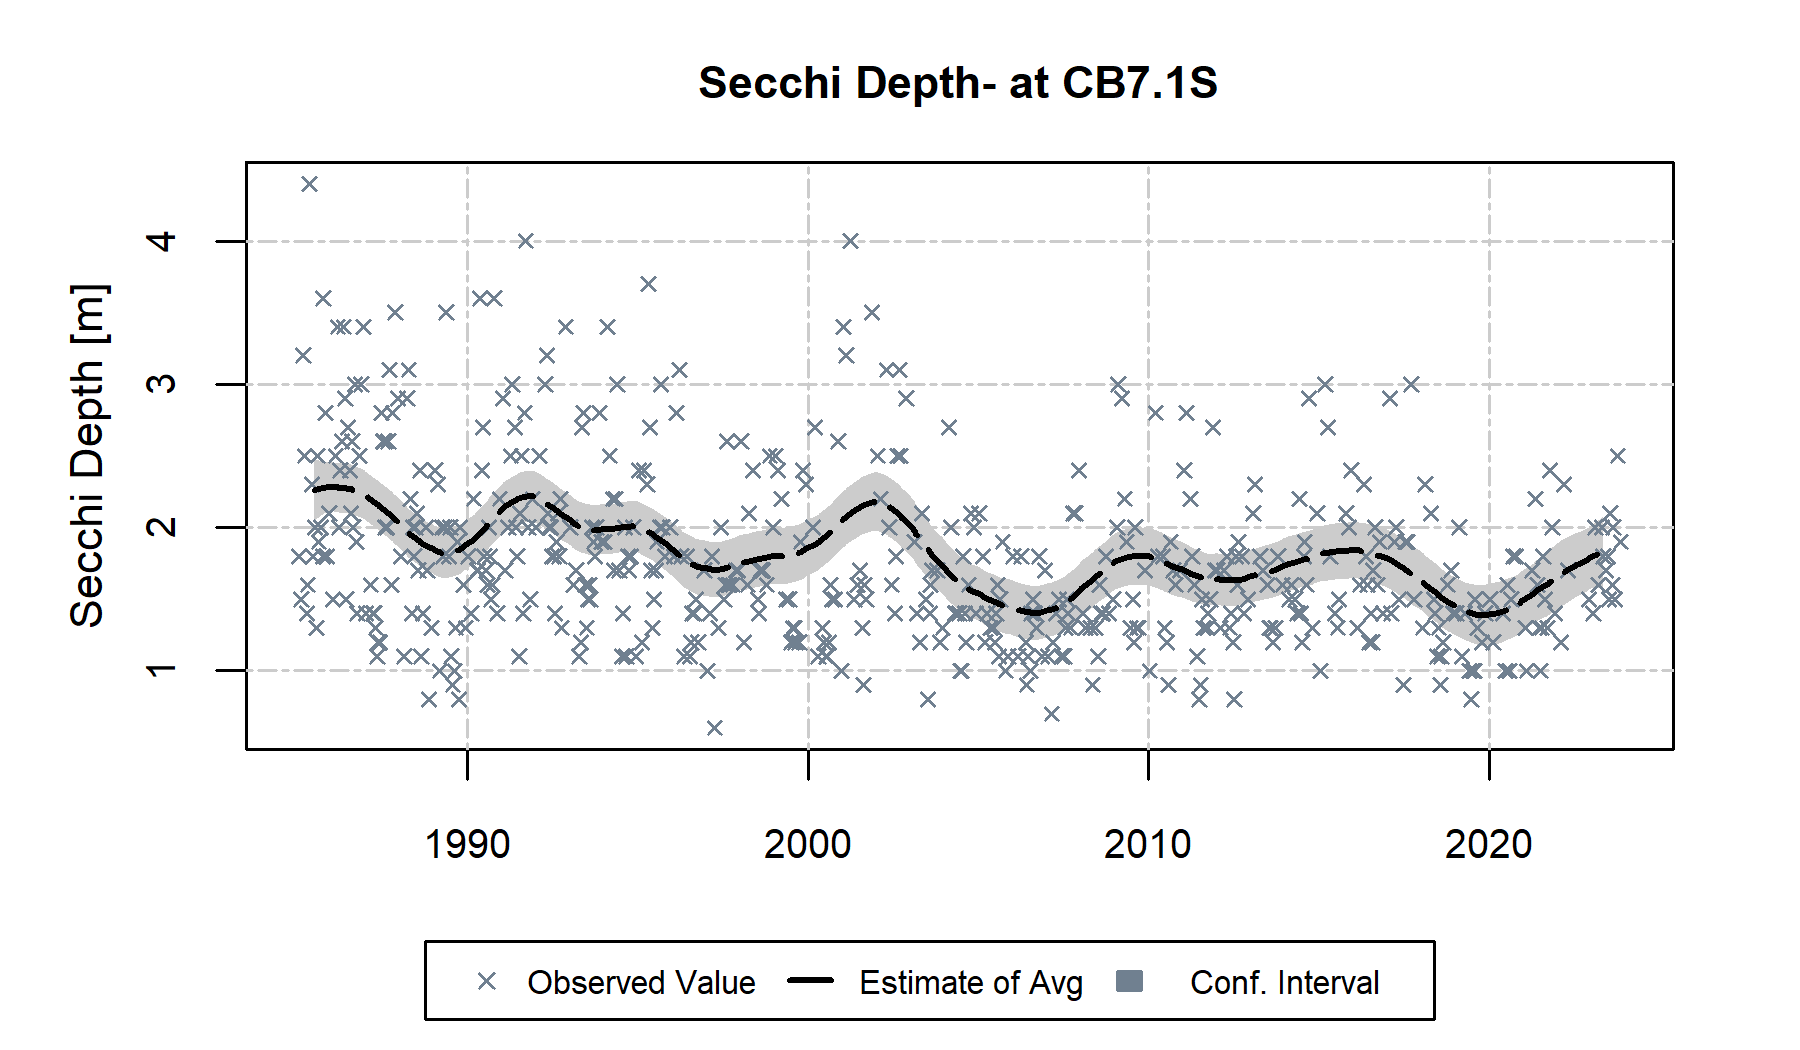 Secchi Depth- at CB7.1S
Secchi Depth [m]
4
3
2
1
1990 2000 2010 2020
Observed Value Estimate of Avg Conf. Interval